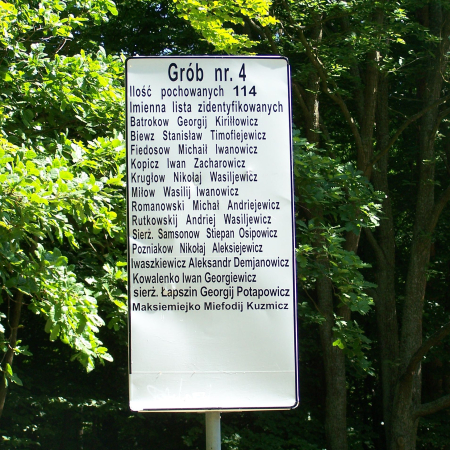 Grób nr. 4
Ilość pochowanych 114
Imienna lista zidentyfikowanych
Batrokow Georgij Kiriłłowicz
Biewz Stanisław Timofiejewicz
Fiedosow Michaił Iwanowicz
Kopicz Iwan Zacharowicz
Krugłow Nikołaj Wasiljewicz
Miłow Wasilij Iwanowicz
Romanowski Michał Andriejewicz
Rutkowskij Andriej Wasiljewicz
Sierż. Samsonow Stiepan Osipowicz
Pozniakow Nikołaj Aleksiejewicz
Iwaszkiewicz Aleksandr Demjanowicz
Kowalenko Iwan Georgiewicz
sierż. Łapszin Georgij Potapowicz
Maksiemiejko Miefodij Kuzmicz